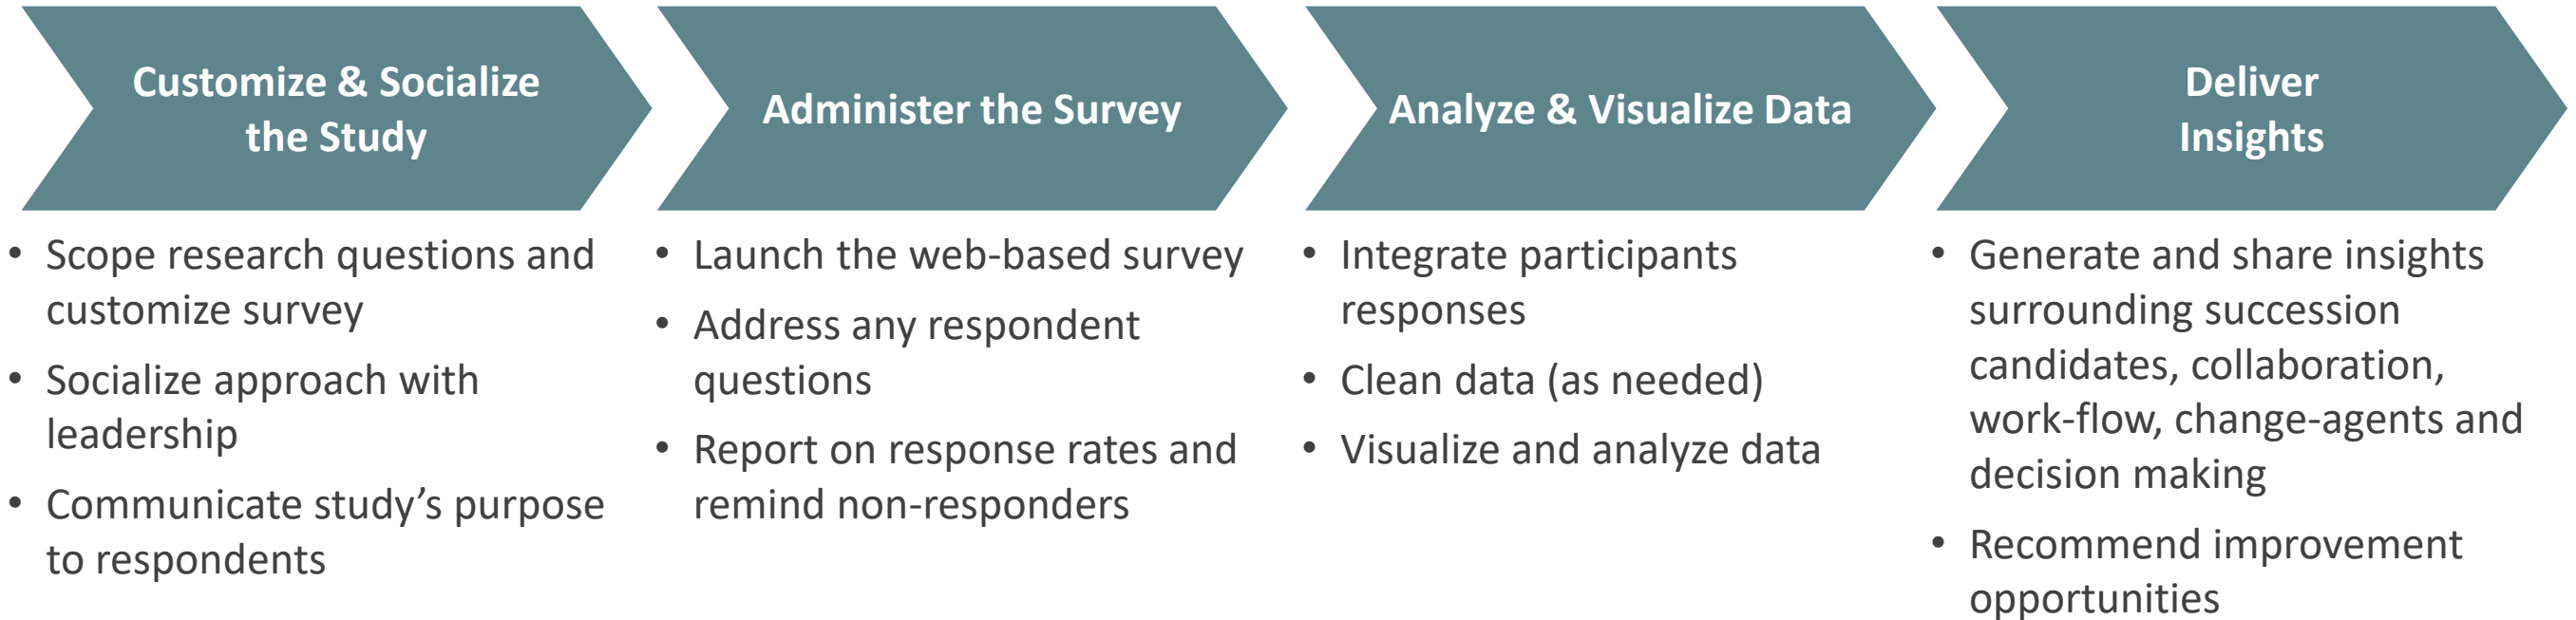 Customize & Socialize
the Study
• Scope research questions and
customize survey
• Socialize approach with
leadership
• Communicate study’s purpose
to respondents
Administer the Survey
• Launch the web-based survey
• Address any respondent
questions
• Report on response rates and
remind non-responders
Analyze & Visualize Data
• Integrate participants
responses
• Clean data (as needed)
• Visualize and analyze data
Deliver
Insights
• Generate and share insights
surrounding succession
candidates, collaboration,
work-flow, change-agents and
decision making
• Recommend improvement
opportunities